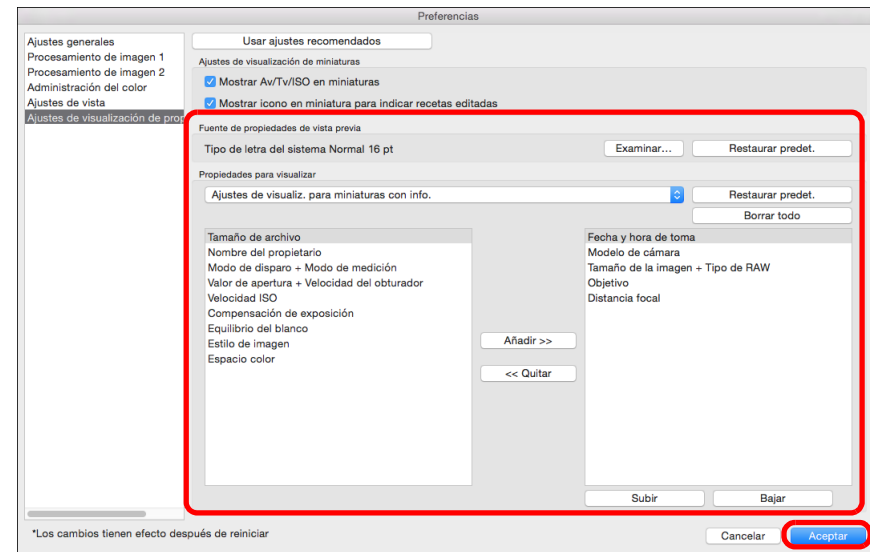 Preferencias
Ajustes generales
Procesamiento de imagen 1
Procesamiento de imagen 2
Administración del color
Ajustes de vista
Ajustes de visualización de prop
Usar ajustes recomendados
Ajustes de visualización de miniaturas
Mostrar Av/Tv/ISO en miniaturas
Mostrar icono en miniatura para indicar recetas editadas
Fuente de propiedades de vista previa
Tipo de letra del sistema Normal 16 pt
Examinar...
Restaurar predet.
Propiedades para visualizar
Ajustes de visualiz. para miniaturas con info.
Restaurar predet.
Borrar todo
Tamaño de archivo
Nombre del propietario
Modo de disparo + Modo de medición
Valor de apertura + Velocidad del obturador
Velocidad ISO
Compensación de exposición
Equilibrio del blanco
Estilo de imagen
Espacio color
Añadir >>
<< Quitar
Fecha y hora de toma
Modelo de cámara
Tamaño de la imagen + Tipo de RAW
Objetivo
Distancia focal
Subir
Bajar
*Los cambios tienen efecto después de reiniciar
Cancelar
Aceptar